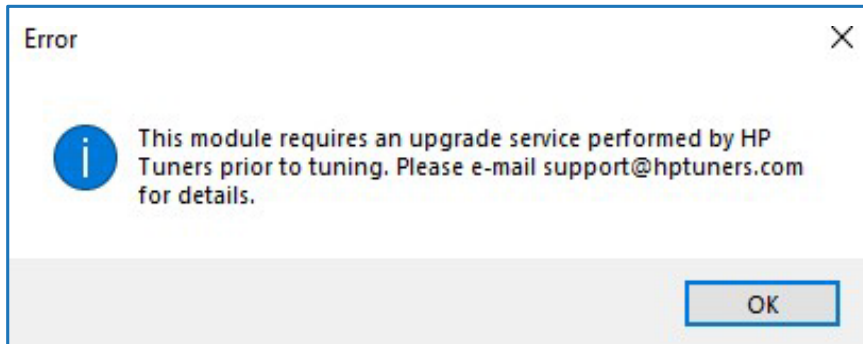 Error
This module requires an upgrade service performed by HP
Tuners prior to tuning. Please e-mail support@hptuners.com
for details.
OK